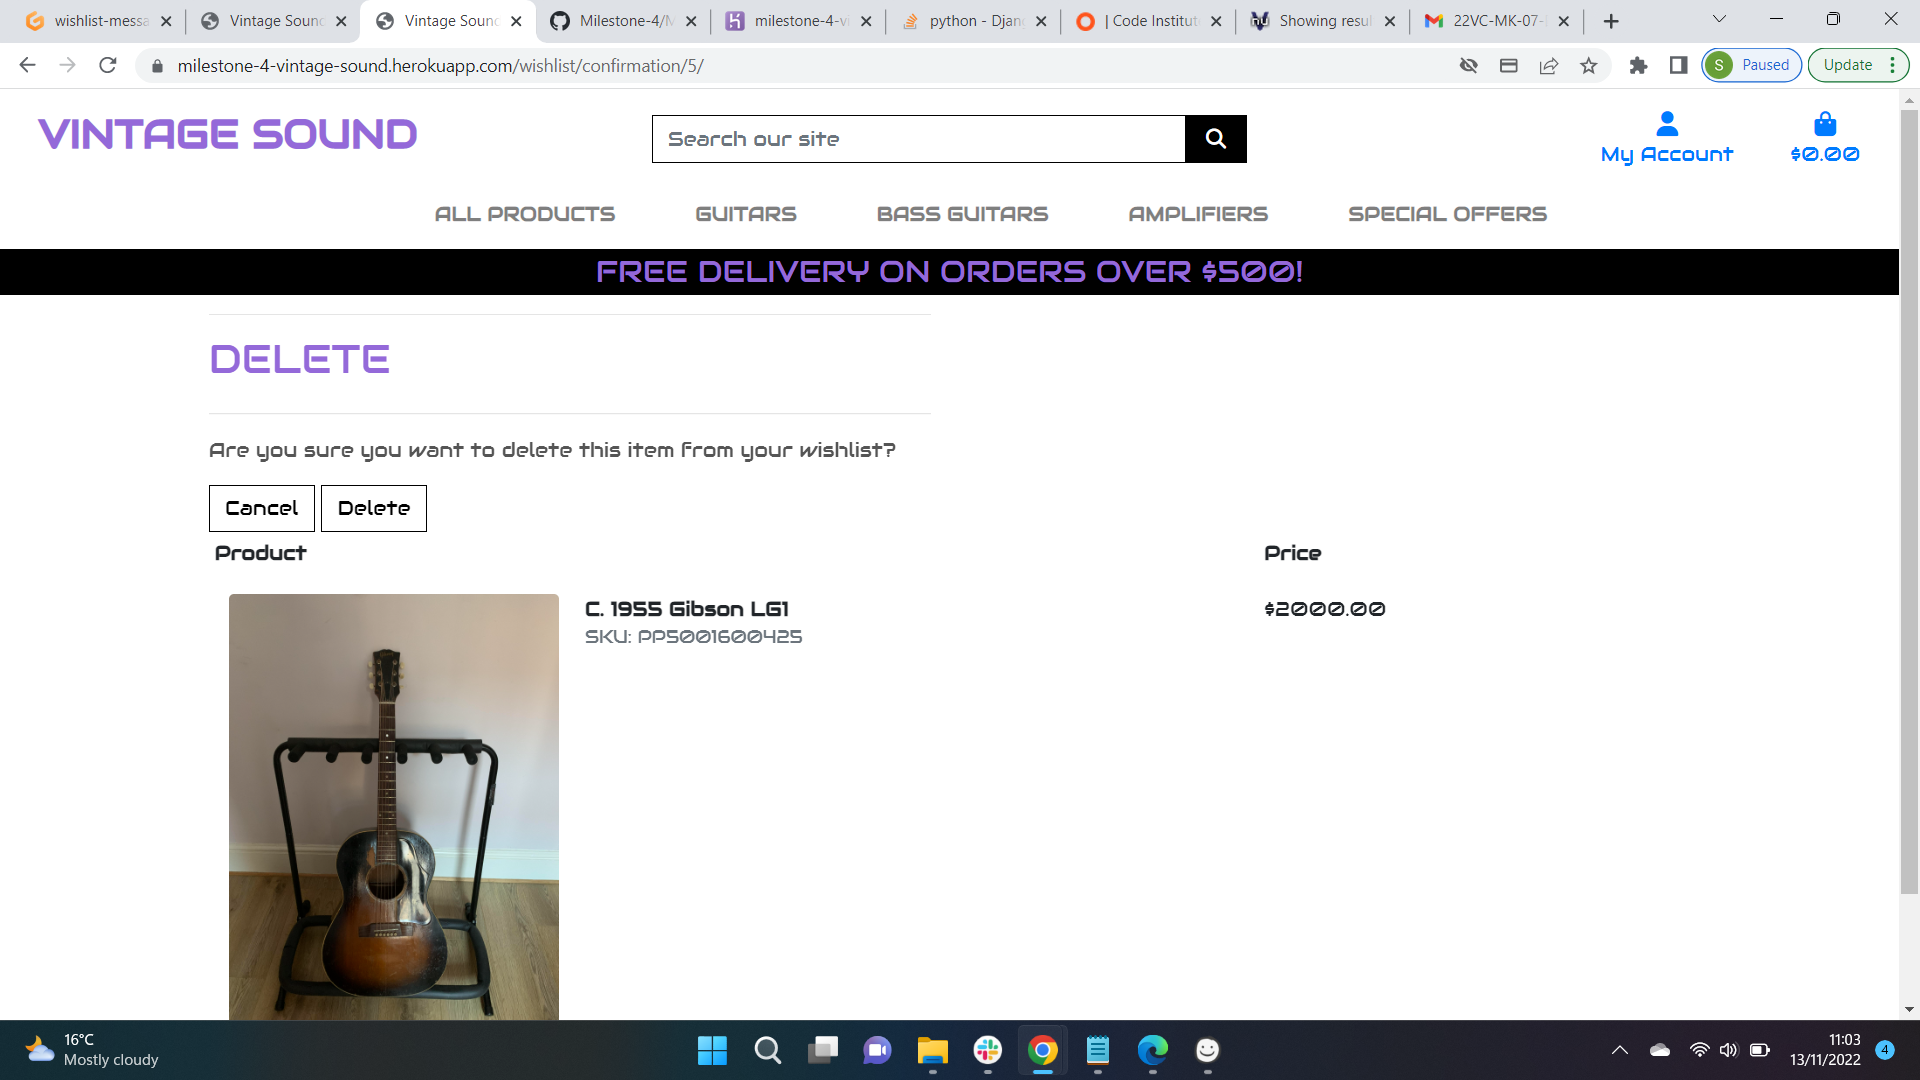 wishlist-messa
Vintage Sound
Vintage Sound
Milestone-4/M
milestone-4-vi
python - Djan
| Code Institut
Showing resul
22VC-MK-07-
milestone-4-vintage-sound.herokuapp.com/wishlist/confirmation/5/
S
Paused
Update
VINTAGE SOUND
Search our site
My Account
$0.00
ALL PRODUCTS
GUITARS
BASS GUITARS
AMPLIFIERS
SPECIAL OFFERS
FREE DELIVERY ON ORDERS OVER $500!
DELETE
Are you sure you want to delete this item from your wishlist?
Cancel
Delete
Product
Price
C. 1955 Gibson LG1
$2000.00
SKU: PP5001600425
16°C
Mostly cloudy
11:03
13/11/2022
4